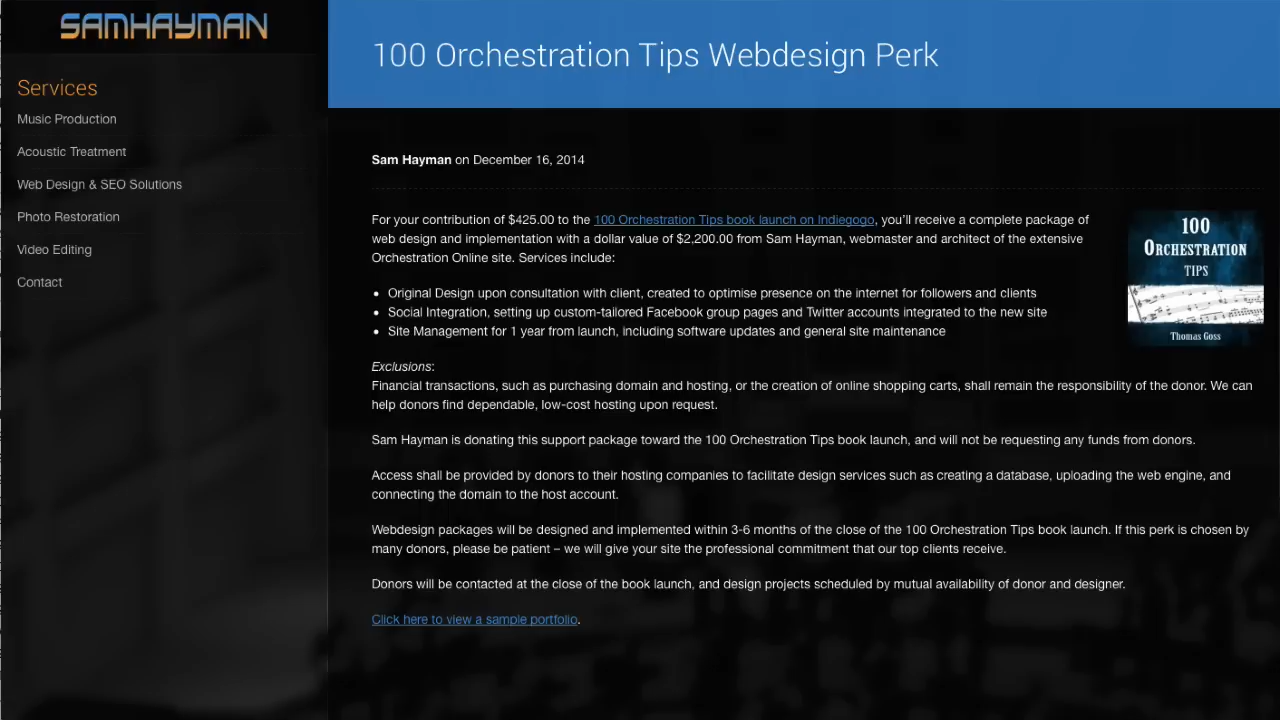 SAMHAYMAN
Services
Music Production
Acoustic Treatment
Web Design & SEO Solutions
Photo Restoration
Video Editing
Contact
100 Orchestration Tips Webdesign Perk
Sam Hayman on December 16, 2014
For your contribution of $425.00 to the 100 Orchestration Tips book launch on Indiegogo, you’ll receive a complete package of
web design and implementation with a dollar value of $2,200.00 from Sam Hayman, webmaster and architect of the extensive
Orchestration Online site. Services include:
• Original Design upon consultation with client, created to optimise presence on the internet for followers and clients
• Social Integration, setting up custom-tailored Facebook group pages and Twitter accounts integrated to the new site
• Site Management for 1 year from launch, including software updates and general site maintenance
100
ORCHESTRATION
TIPS
Thomas Goss
Exclusions:
Financial transactions, such as purchasing domain and hosting, or the creation of online shopping carts, shall remain the responsibility of the donor. We can
help donors find dependable, low-cost hosting upon request.
Sam Hayman is donating this support package toward the 100 Orchestration Tips book launch, and will not be requesting any funds from donors.
Access shall be provided by donors to their hosting companies to facilitate design services such as creating a database, uploading the web engine, and
connecting the domain to the host account.
Webdesign packages will be designed and implemented within 3-6 months of the close of the 100 Orchestration Tips book launch. If this perk is chosen by
many donors, please be patient – we will give your site the professional commitment that our top clients receive.
Donors will be contacted at the close of the book launch, and design projects scheduled by mutual availability of donor and designer.
Click here to view a sample portfolio.